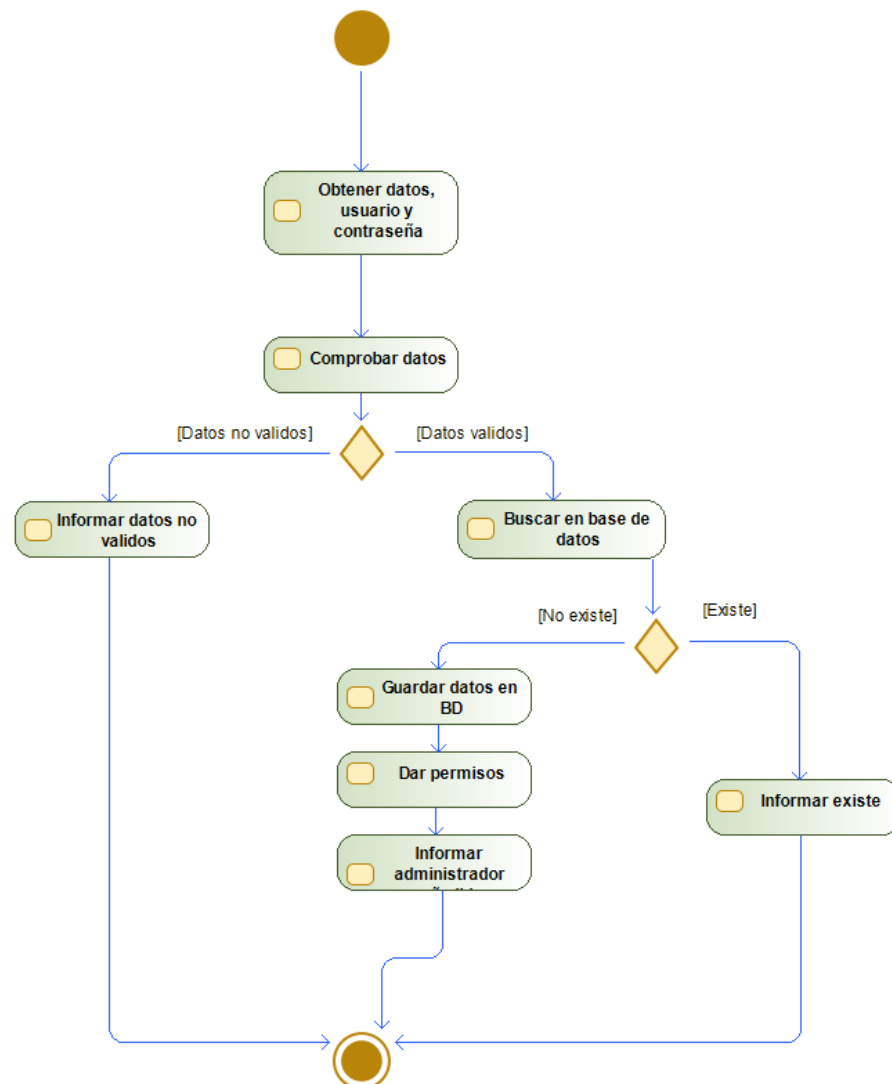 Obtener datos,
usuario y
contraseña
Comprobar datos
[Datos no validos]
[Datos validos]
Informar datos no
validos
Buscar en base de
datos
[No existe]
[Existe]
Guardar datos en
BD
Dar permisos
Informar existe
Informar
administrador